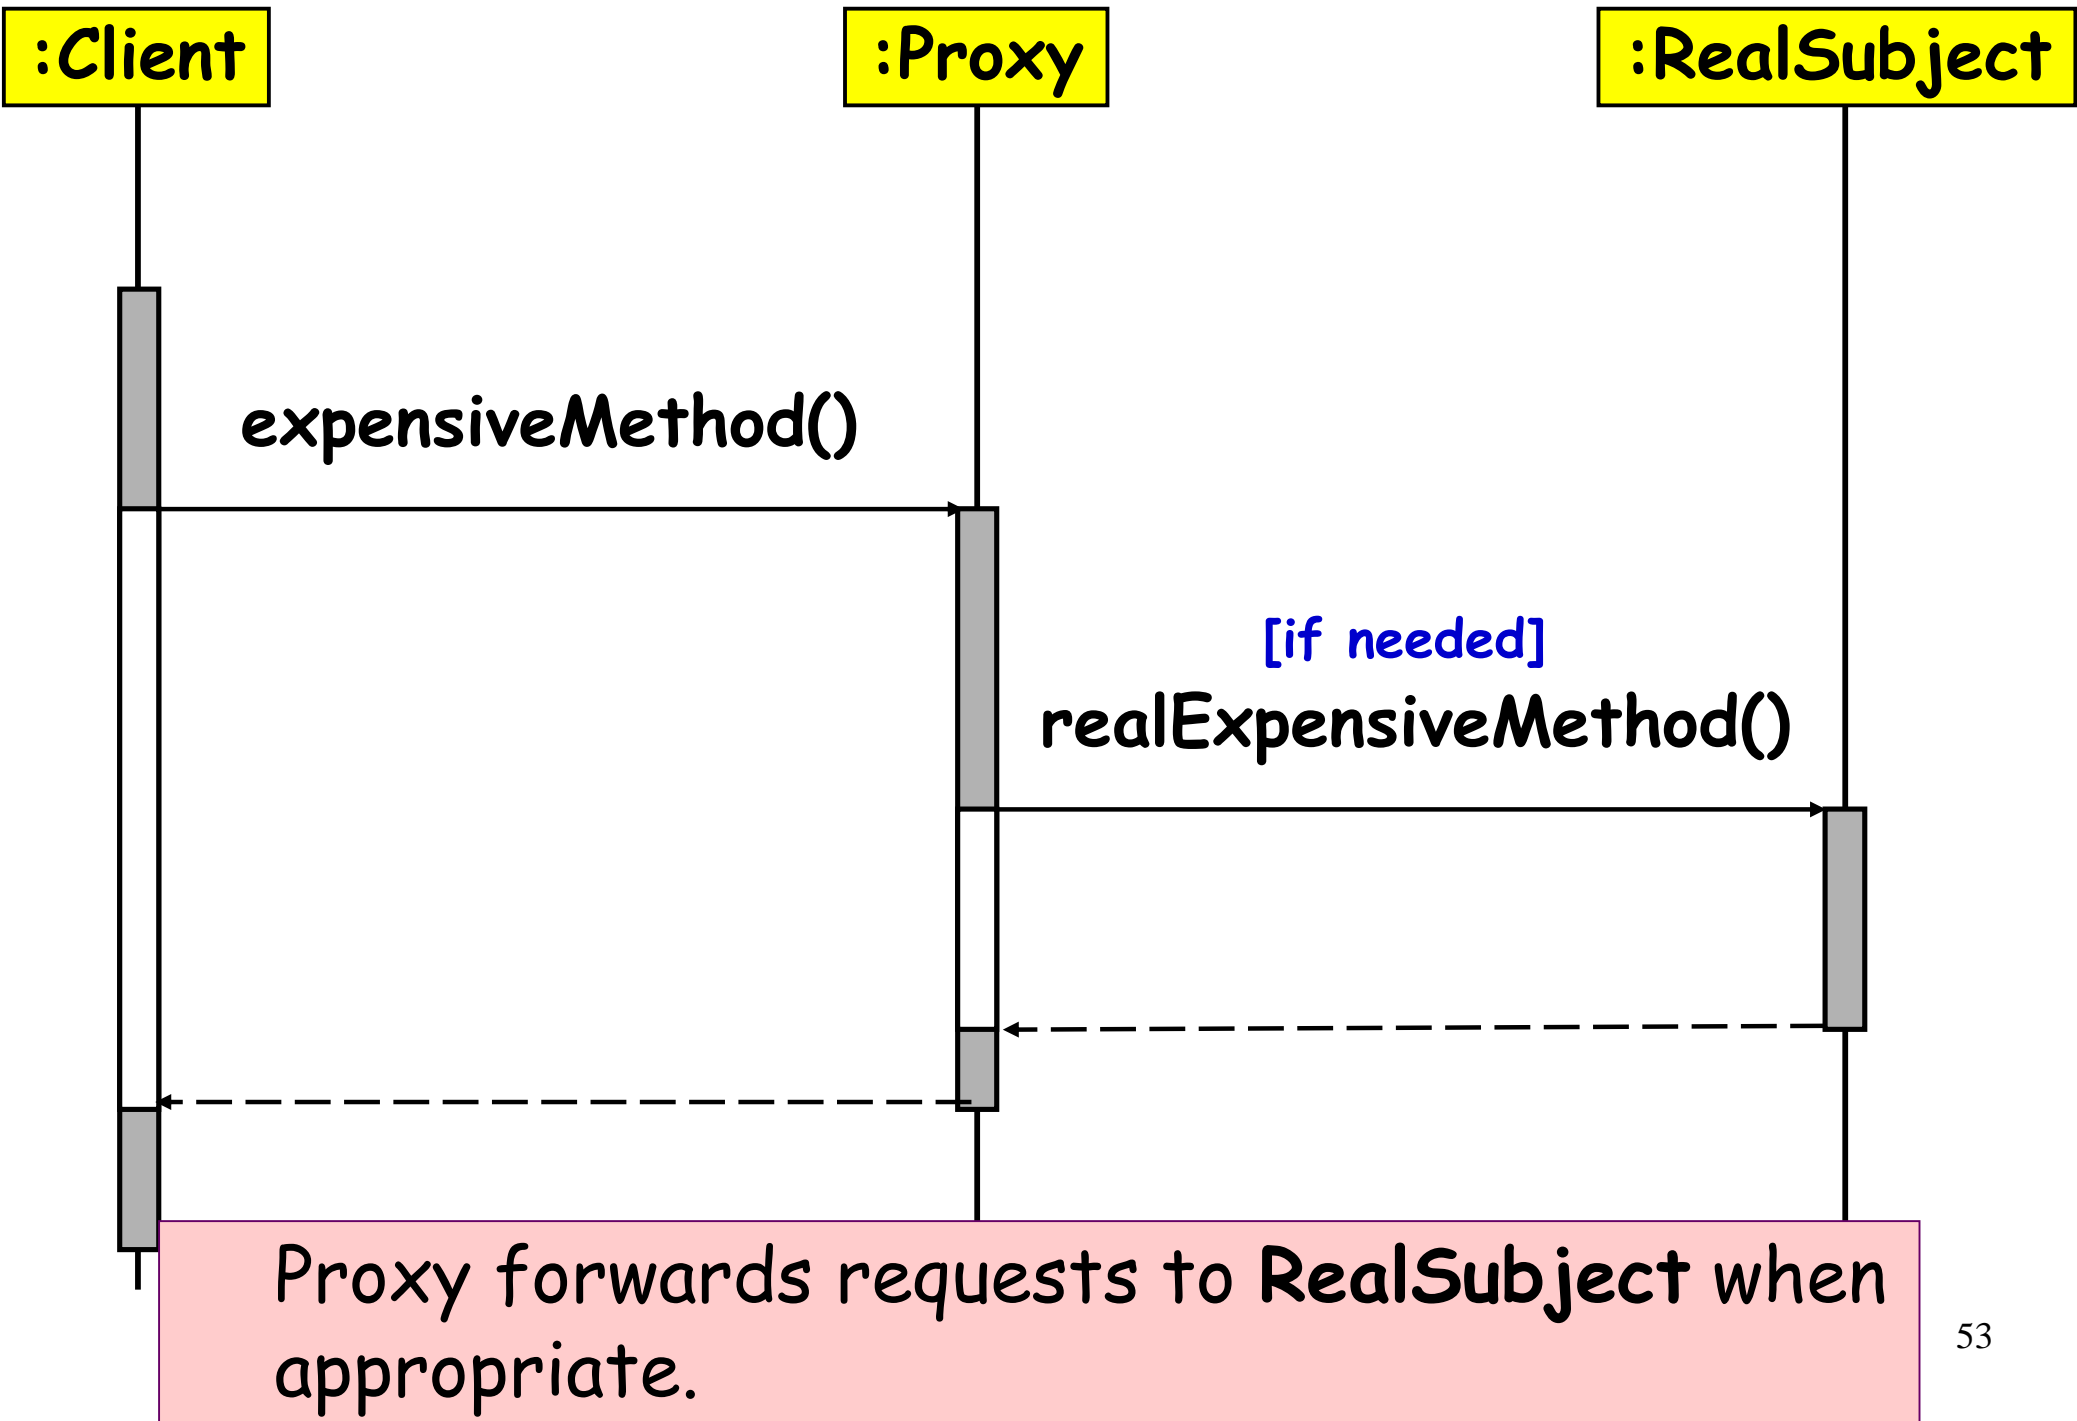 :Client
:Proxy
:RealSubject
expensiveMethod()
[if needed]
realExpensiveMethod()
Proxy forwards requests to RealSubject when
appropriate.
53